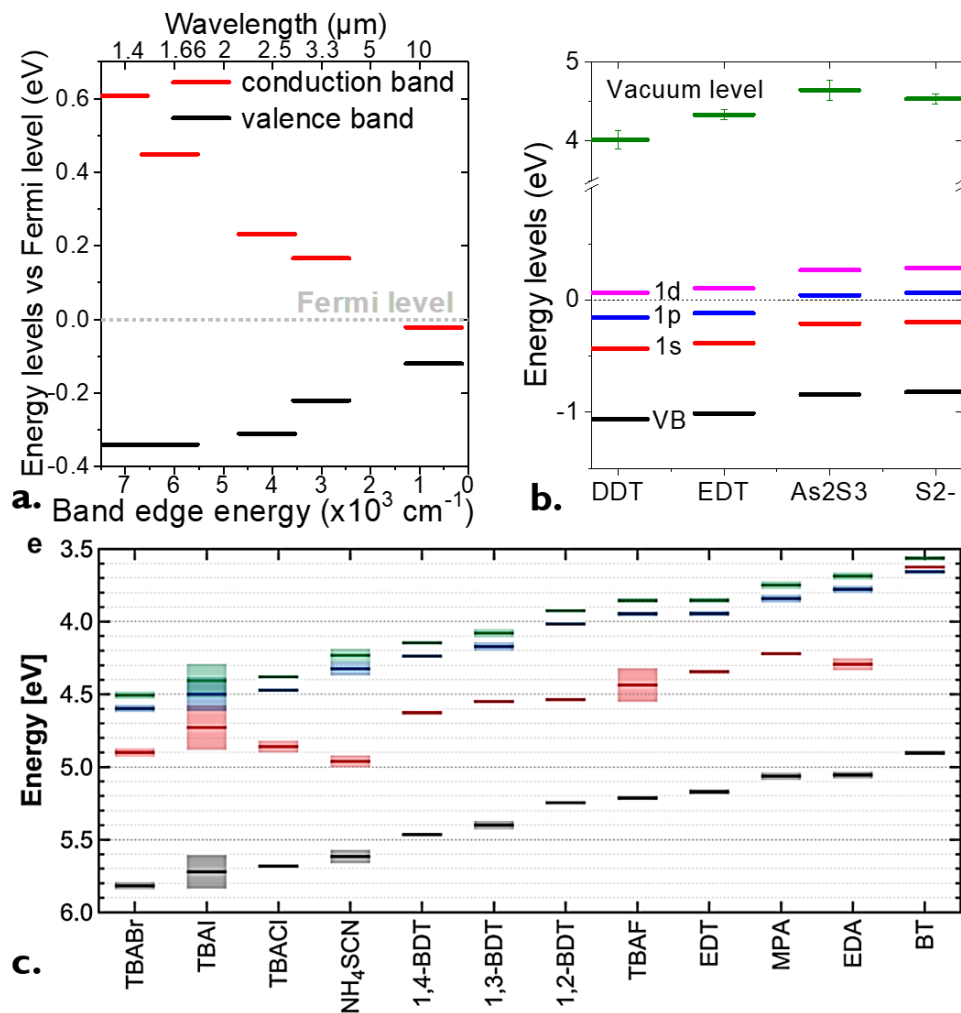 Wavelength (µm)
1.4 1.66 2 2.5 3.3 5 10
Energy levels vs Fermi level (eV)
0.6
0.4
0.2
0.0
-0.2
-0.4
conduction band
valence band
Fermi level
7 6 5 4 3 2 1 0
Band edge energy (x10³ cm⁻¹)
a.
Energy levels (eV)
5
4
0
-1
Vacuum level
1d
1p
1s
VB
DDT EDT As2S3 S2-
b.
e
Energy [eV]
3.5
4.0
4.5
5.0
5.5
6.0
TBABr
TBAI
TBACl
NH₄SCN
1,4-BDT
1,3-BDT
1,2-BDT
TBAF
EDT
MPA
EDA
BT
c.